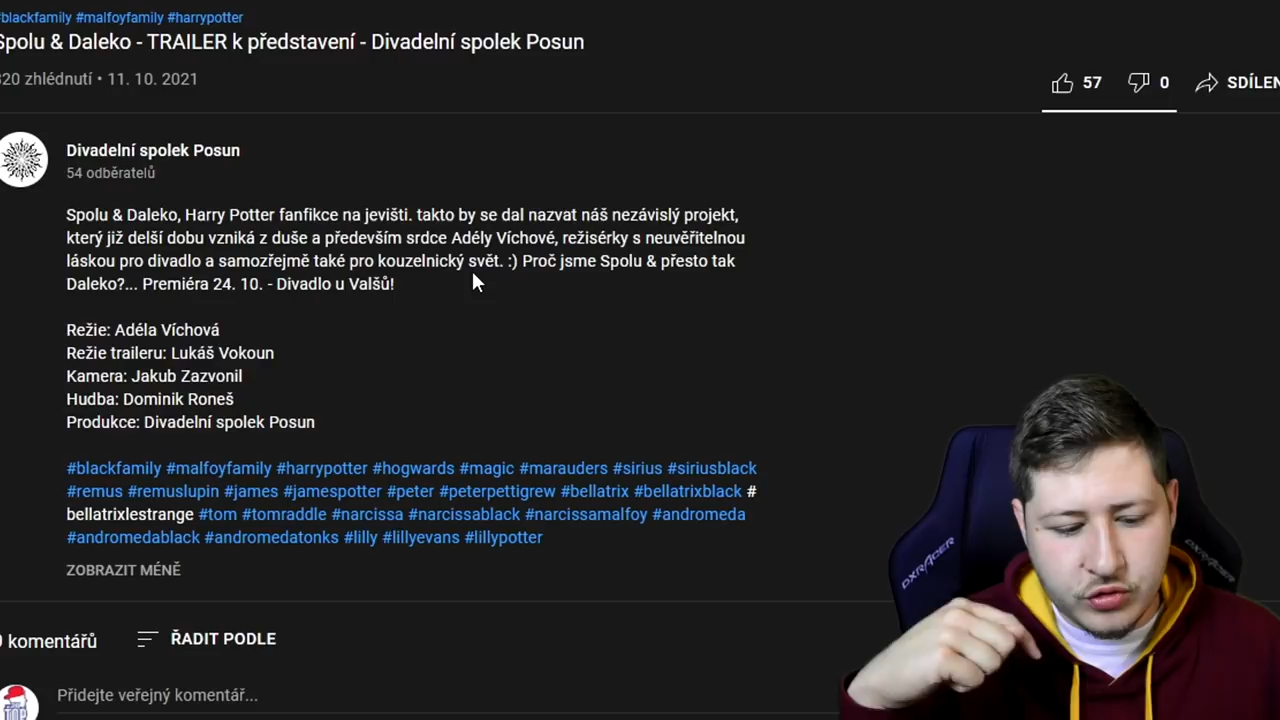 #blackfamily #malfoyfamily #harrypotter
Spolu & Daleko - TRAILER k představení - Divadelní spolek Posun
320 zhlédnutí • 11. 10. 2021
57
0
SDÍLEN
Divadelní spolek Posun
54 odběratelů
Spolu & Daleko, Harry Potter fanfikce na jevišti. takto by se dal nazvat náš nezávislý projekt,
který již delší dobu vzniká z duše a především srdce Adély Víchové, režisérky s neuvěřitelnou
láskou pro divadlo a samozřejmě také pro kouzelnický svět. :) Proč jsme Spolu & přesto tak
Daleko?... Premiéra 24. 10. - Divadlo u Valšů!
Režie: Adéla Víchová
Režie traileru: Lukáš Vokoun
Kamera: Jakub Zazvonil
Hudba: Dominik Roneš
Produkce: Divadelní spolek Posun
#blackfamily #malfoyfamily #harrypotter #hogwards #magic #marauders #sirius #siriusblack
#remus #remuslupin #james #jamespotter #peter #peterpettigrew #bellatrix #bellatrixblack #
bellatrixlestrange #tom #tomraddle #narcissa #narcissablack #narcissamalfoy #andromeda
#andromedablack #andromedatonks #lilly #lillyevans #lillypotter
ZOBRAZIT MÉNĚ
komentářů
ŘADIT PODLE
Přidejte veřejný komentář...
DXRACER